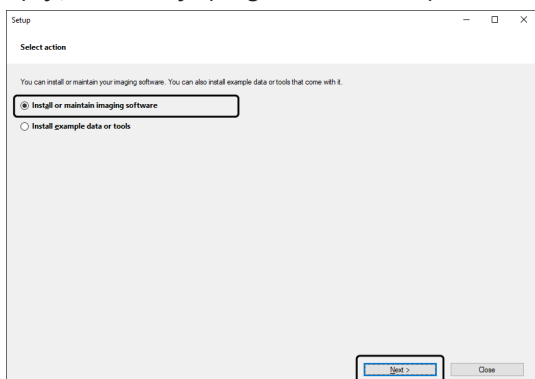 Setup
Select action
You can install or maintain your imaging software. You can also install example data or tools that come with it.
Install or maintain imaging software
Install example data or tools
Next >
Close